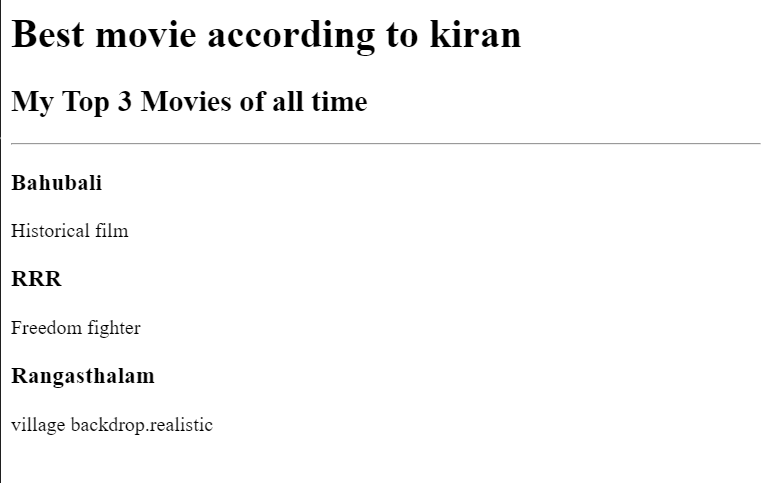 Best movie according to kiran
My Top 3 Movies of all time
Bahubali
Historical film
RRR
Freedom fighter
Rangasthalam
village backdrop.realistic